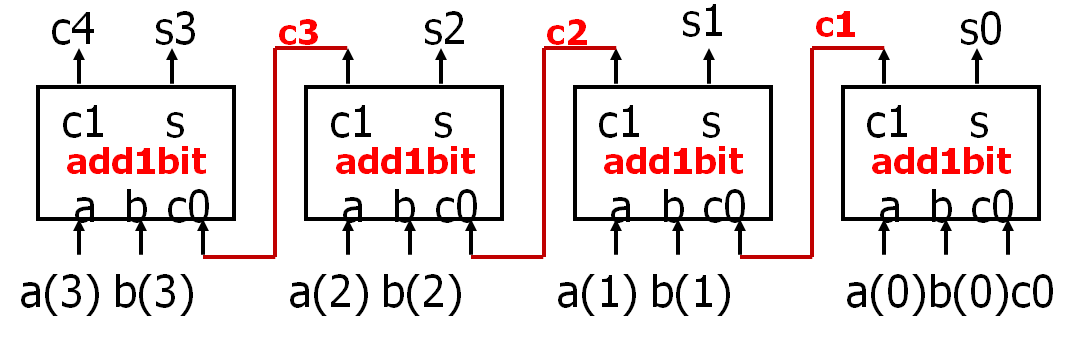 c4 s3 c3 s2 c2 s1 c1 s0
c1 s c1 s c1 s c1 s
add1bit add1bit add1bit add1bit
a b c0 a b c0 a b c0 a b c0
a(3) b(3) a(2) b(2) a(1) b(1) a(0)b(0)c0